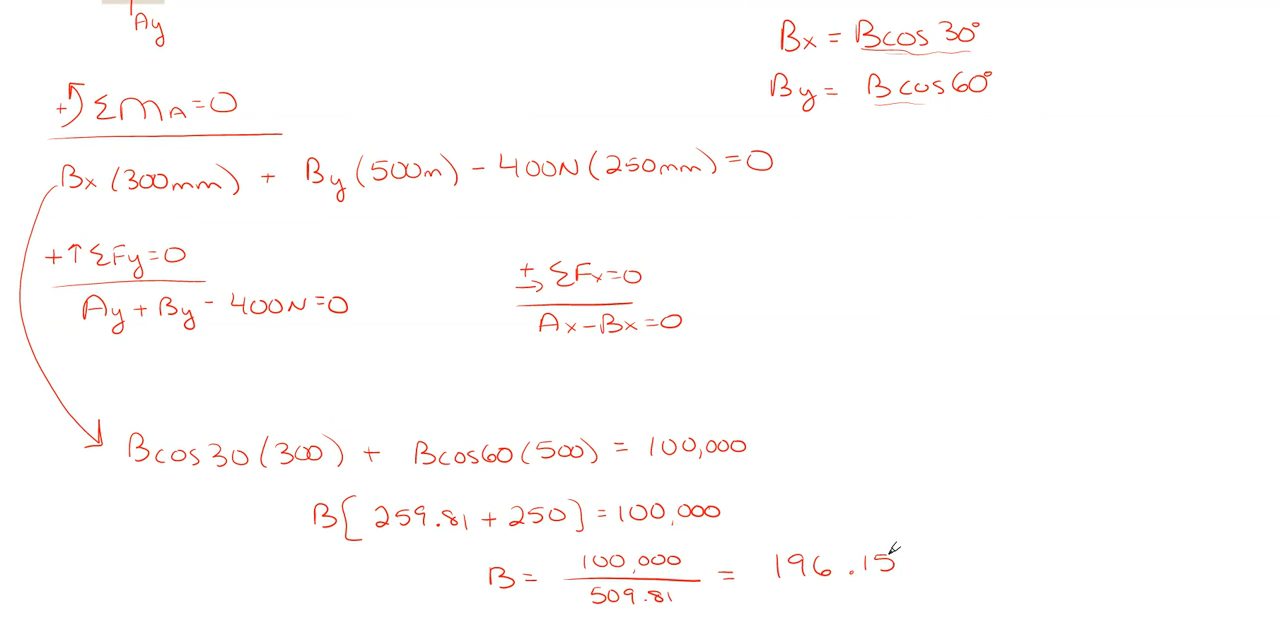 Ay
Bx = Bcos 30°
By = Bcos60°
+↺ ΣMA=0
Bx (300mm) + By (500m) - 400N (250mm) = 0
+↑ ΣFy=0
Ay + By - 400N = 0
+→ ΣFx=0
Ax - Bx = 0
Bcos30(300) + Bcos60(500) = 100,000
B[259.81 + 250] = 100,000
B = 100,000 / 509.81 = 196.15